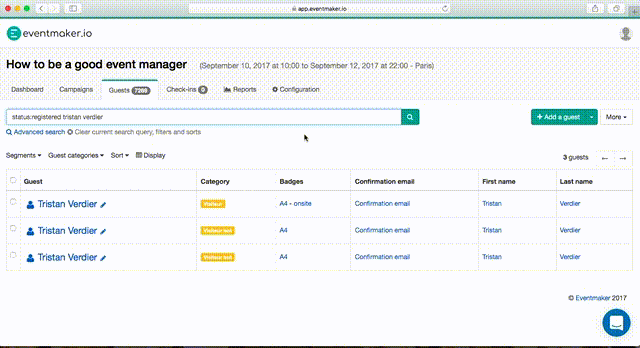 app.eventmaker.io
eventmaker.io
How to be a good event manager (September 10, 2017 at 10:00 to September 12, 2017 at 22:00 - Paris)
Dashboard Campaigns Guests 7289 Check-ins 0 Reports Configuration
status:registered tristan verdier
+ Add a guest More
Advanced search Clear current search query, filters and sorts
Segments Guest categories Sort Display 3 guests
Guest Category Badges Confirmation email First name Last name
Tristan Verdier Visiteur A4 - onsite Confirmation email Tristan Verdier
Tristan Verdier Visiteur A4 Confirmation email Tristan Verdier
Tristan Verdier Visiteur A4 Confirmation email Tristan Verdier
© Eventmaker 2017